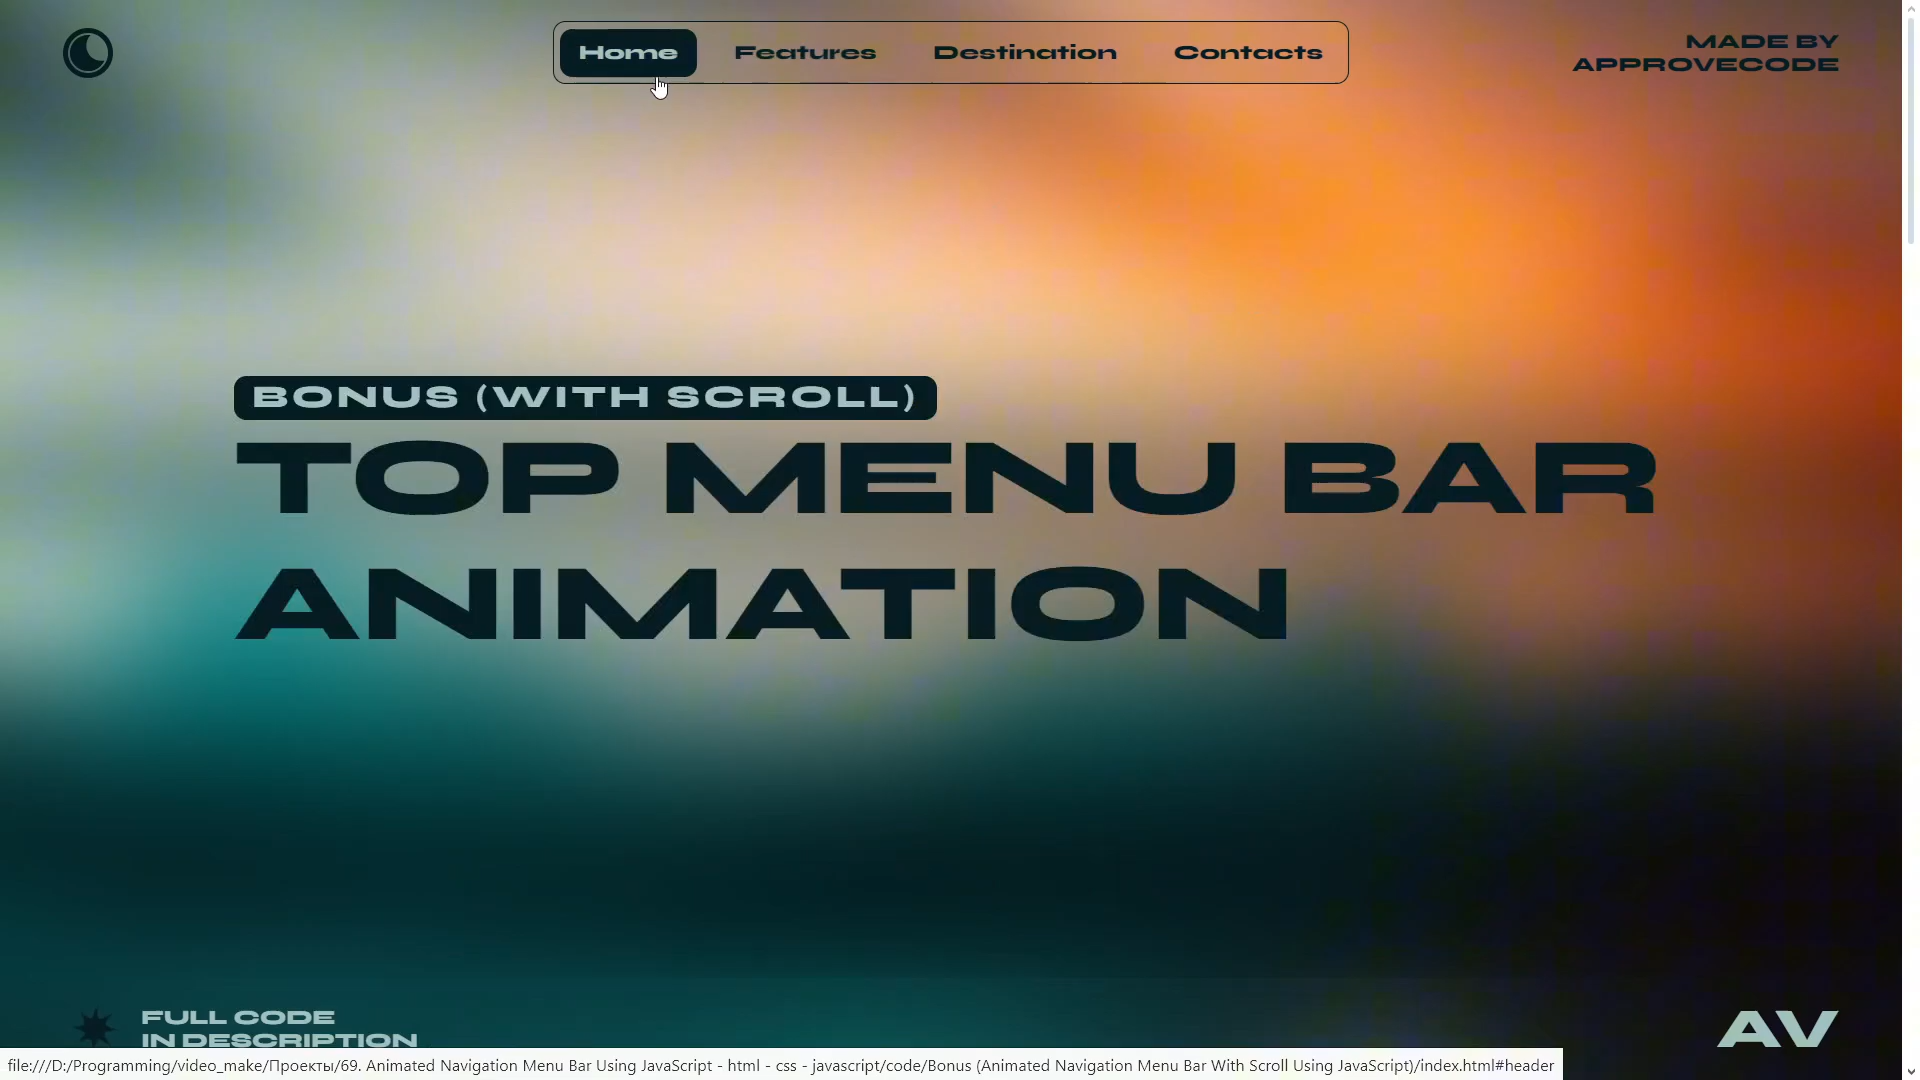 Home
Features
Destination
Contacts
MADE BY
APPROVECODE
BONUS (WITH SCROLL)
TOP MENU BAR
ANIMATION
FULL CODE
IN DESCRIPTION
AV
file:///D:/Programming/video_make/Проекты/69. Animated Navigation Menu Bar Using JavaScript - html - css - javascript/code/Bonus (Animated Navigation Menu Bar With Scroll Using JavaScript)/index.html#header